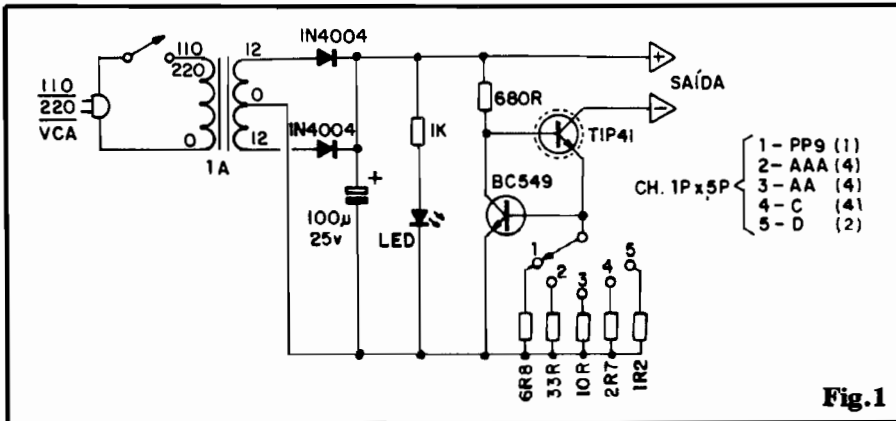 1N4004
110
220
12
0
12
110
220
VCA
0
1A
1N4004
+
100µ
25v
1K
LED
680R
TIP41
BC549
+
SAÍDA
−
CH. 1P x 5P
1- PP9 (1)
2- AAA (4)
3- AA (4)
4- C (4)
5- D (2)
1
2
3
4
5
6R8
33R
10R
2R7
1R2
Fig.1